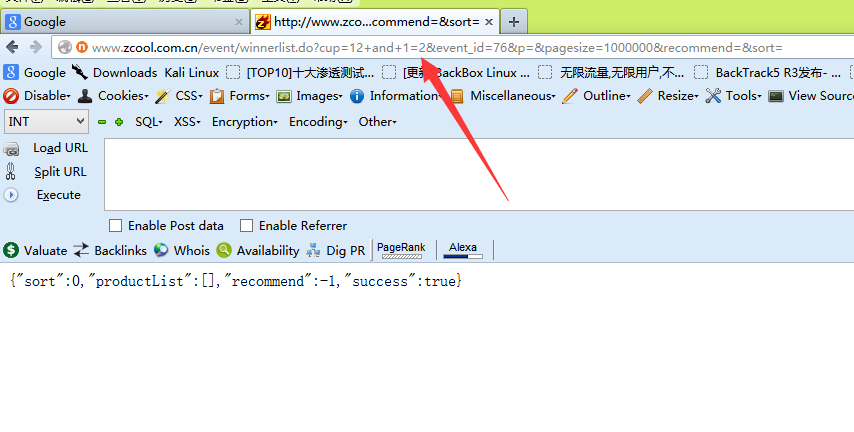 Google × http://www.zco...commend=&sort= × +
www.zcool.com.cn/event/winnerlist.do?cup=12+and+1=2&event_id=76&p=&pagesize=1000000&recommend=&sort=
Google Downloads Kali Linux [TOP10]十大渗透测试... [更新]BackBox Linux ... 无限流量,无限用户,不... BackTrack5 R3发布- ...
Disable▾ Cookies▾ CSS▾ Forms▾ Images▾ Information▾ Miscellaneous▾ Outline▾ Resize▾ Tools▾ View Source
INT SQL▾ XSS▾ Encryption▾ Encoding▾ Other▾
Load URL
Split URL
Execute
Enable Post data Enable Referrer
$ Valuate Backlinks Whois Availability Dig PR PageRank Alexa
{"sort":0,"productList":[],"recommend":-1,"success":true}